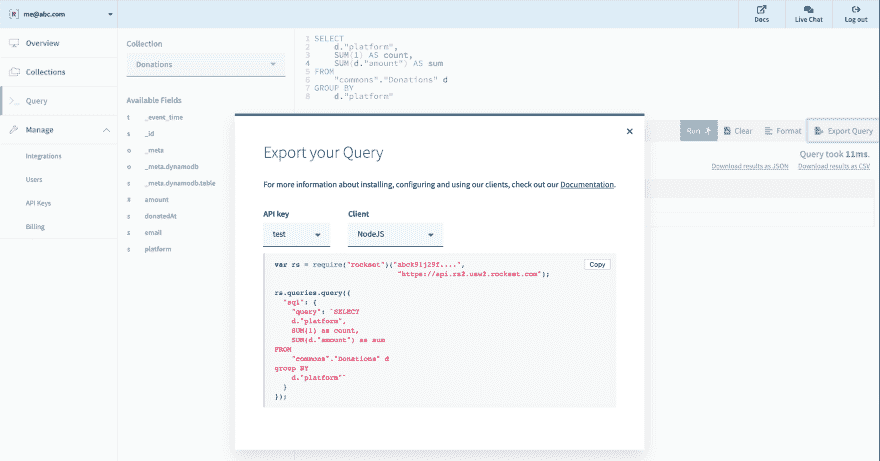 [R] me@abc.com
Docs
Live Chat
Log out
Overview
Collections
Query
Manage
Integrations
Users
API Keys
Billing
Collection
Donations
Available Fields
t _event_time
s _id
o _meta
o _meta.dynamodb
s _meta.dynamodb.table
# amount
s donatedAt
s email
s platform
1 SELECT
2 d."platform",
3 SUM(1) AS count,
4 SUM(d."amount") AS sum
5 FROM
6 "commons"."Donations" d
7 GROUP BY
8 d."platform"
Run
Clear
Format
Export Query
Query took 11ms.
Download results as JSON
Download results as CSV
Export your Query
For more information about installing, configuring and using our clients, check out our Documentation.
API key
Client
test
NodeJS
Copy
var rs = require("rockset")("abck91j29f....",
"https://api.rs2.usw2.rockset.com");
rs.queries.query({
"sql": {
"query": `SELECT
d."platform",
SUM(1) as count,
SUM(d."amount") as sum
FROM
"commons"."Donations" d
group BY
d."platform"`
}
});